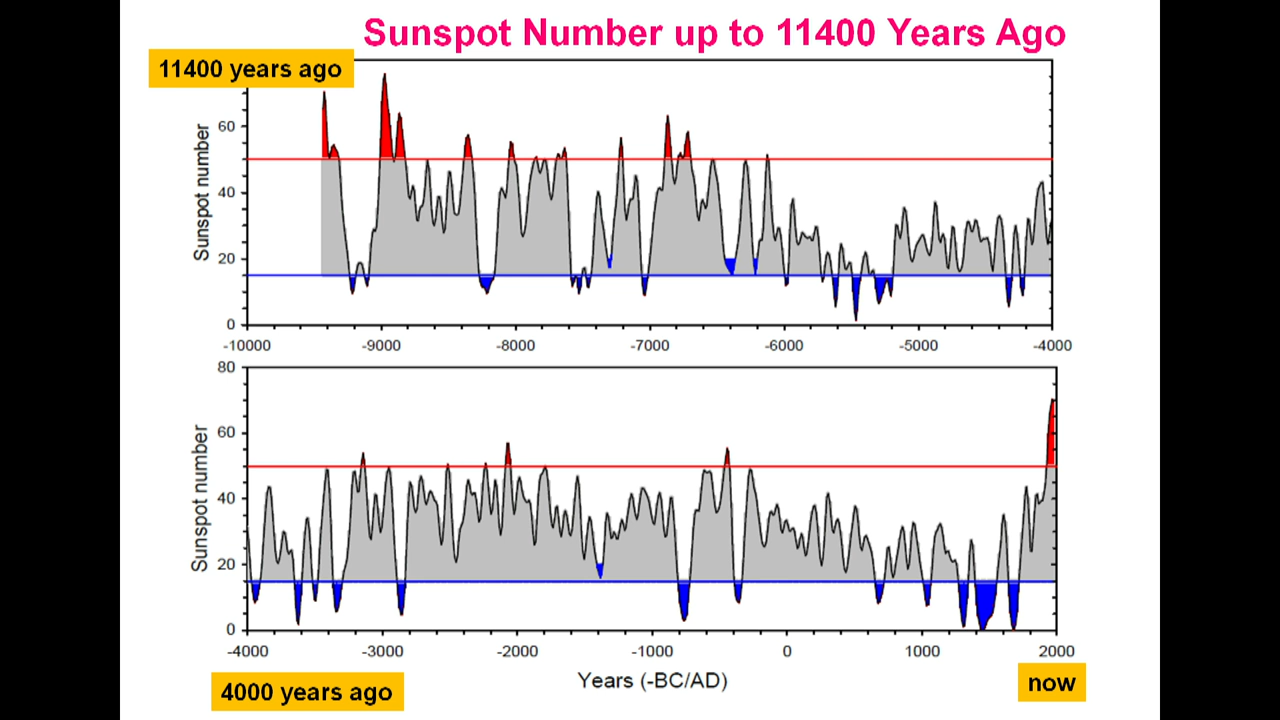 Sunspot Number up to 11400 Years Ago
11400 years ago
Sunspot number
60
40
20
0
-10000 -9000 -8000 -7000 -6000 -5000 -4000
Sunspot number
80
60
40
20
0
-4000 -3000 -2000 -1000 0 1000 2000
Years (-BC/AD)
4000 years ago
now